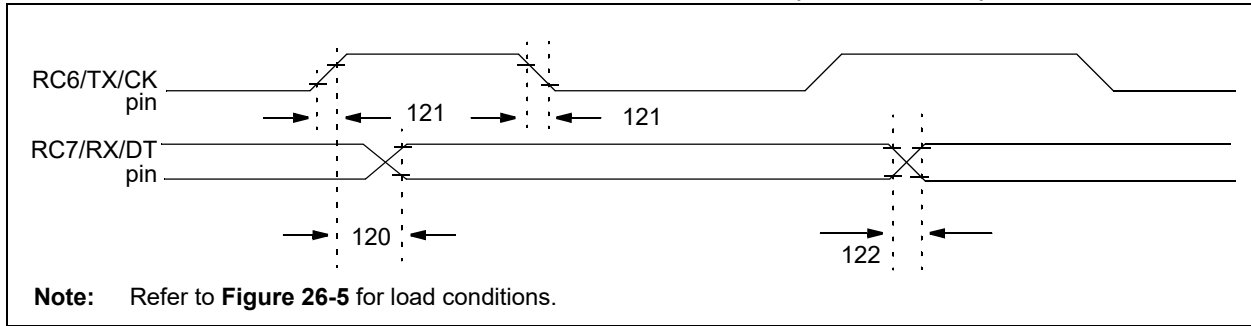 RC6/TX/CK
pin
121
121
RC7/RX/DT
pin
120
122
Note: Refer to Figure 26-5 for load conditions.